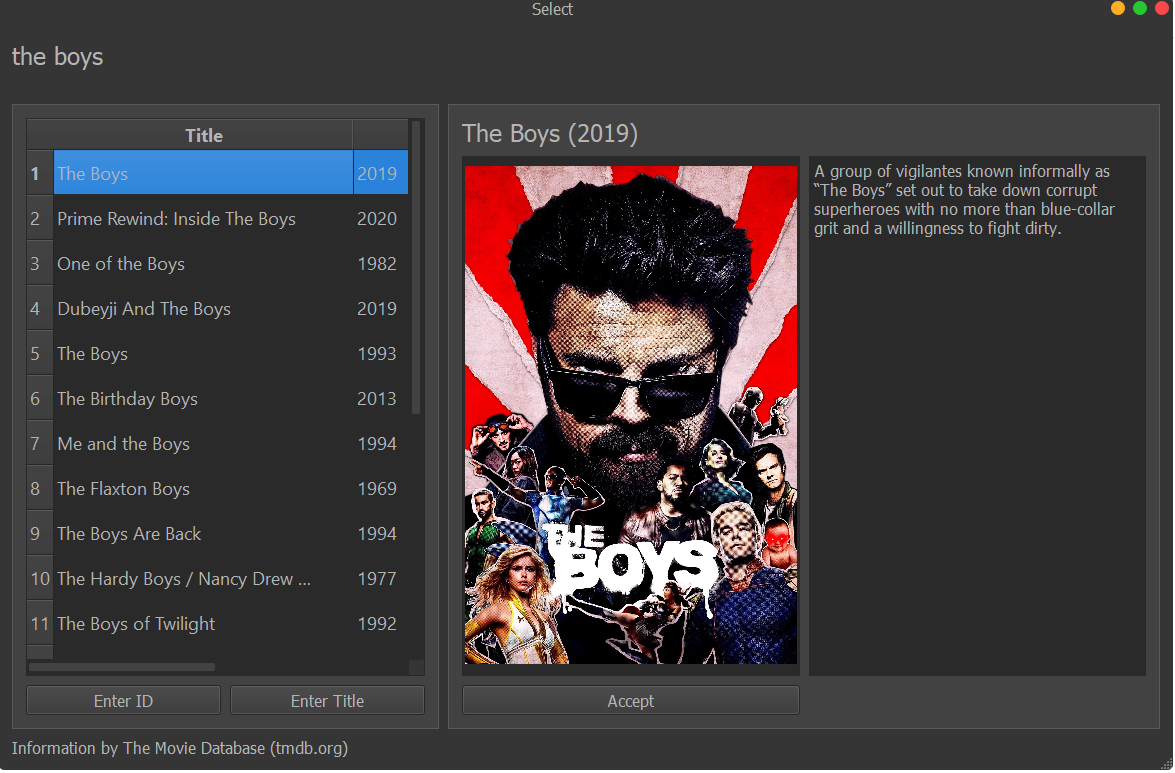 Select
the boys
Title
1 The Boys 2019
2 Prime Rewind: Inside The Boys 2020
3 One of the Boys 1982
4 Dubeyji And The Boys 2019
5 The Boys 1993
6 The Birthday Boys 2013
7 Me and the Boys 1994
8 The Flaxton Boys 1969
9 The Boys Are Back 1994
10 The Hardy Boys / Nancy Drew ... 1977
11 The Boys of Twilight 1992
Enter ID
Enter Title
The Boys (2019)
THE
BOYS
A group of vigilantes known informally as
“The Boys” set out to take down corrupt
superheroes with no more than blue-collar
grit and a willingness to fight dirty.
Accept
Information by The Movie Database (tmdb.org)